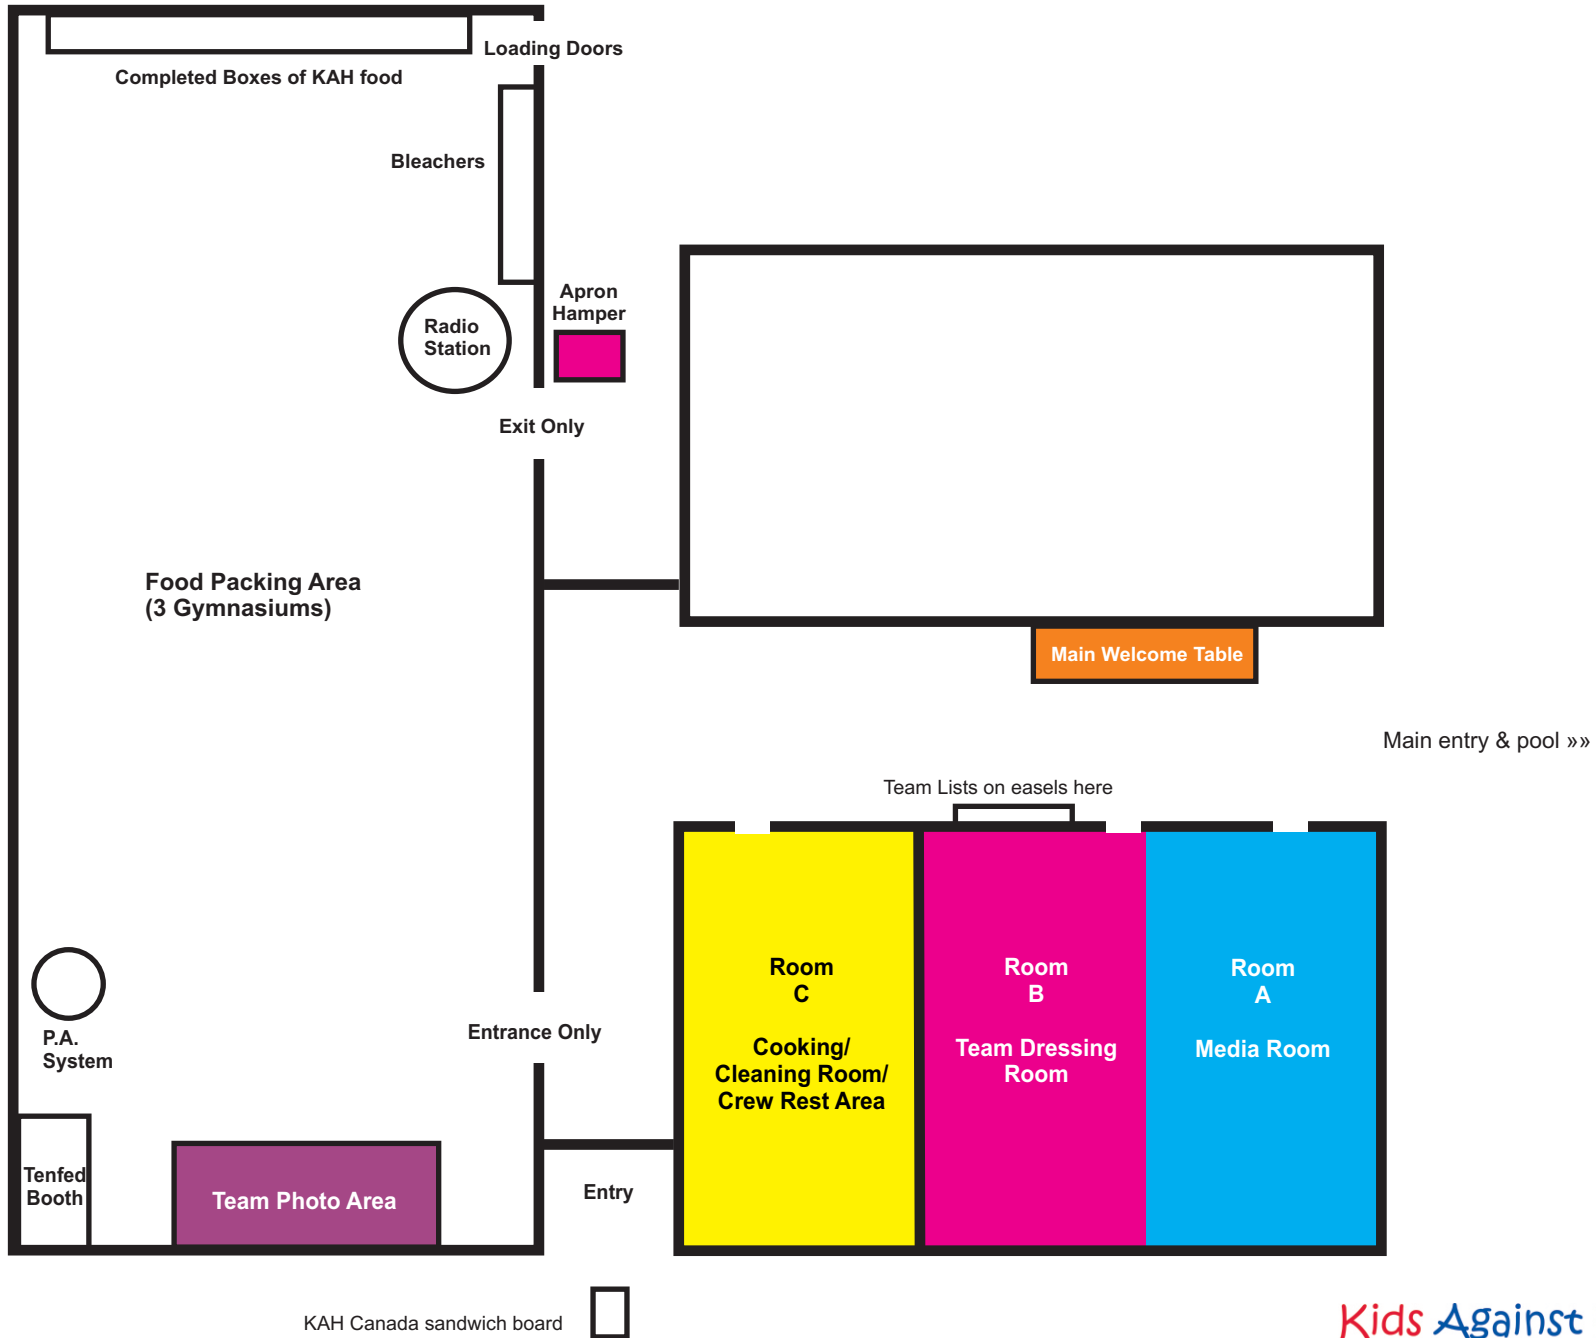 Loading Doors
Completed Boxes of KAH food
Bleachers
Apron
Hamper
Radio
Station
Exit Only
Food Packing Area
(3 Gymnasiums)
Main Welcome Table
Main entry & pool »»
Team Lists on easels here
Room
C
Cooking/
Cleaning Room/
Crew Rest Area
Room
B
Team Dressing
Room
Room
A
Media Room
P.A.
System
Entrance Only
Tenfed
Booth
Team Photo Area
Entry
KAH Canada sandwich board
Kids Against